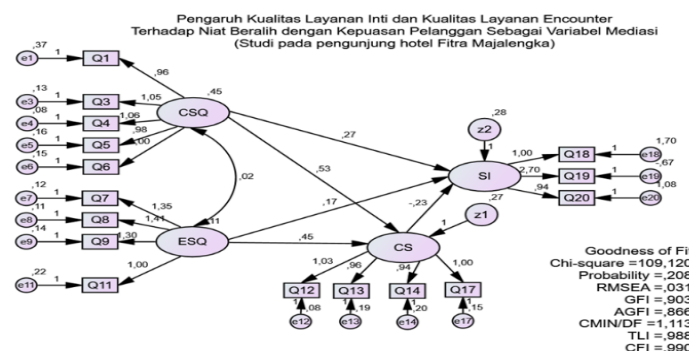 Pengaruh Kualitas Layanan Inti dan Kualitas Layanan Encounter
Terhadap Niat Beralih dengan Kepuasan Pelanggan Sebagai Variabel Mediasi
(Studi pada pengunjung hotel Fitra Majalengka)
,37
e1 1 Q1
,96
,13
e3 1 Q3
1,05
,08
e4 1 Q4
1,06
,16
e5 1 Q5
,98
,15
e6 1 Q6
,00
CSQ ,45
,02
,12
e7 1 Q7
1,35
,11
e8 1 Q8
1,41
,14
e9 1 Q9
1,30
,22
e11 1 Q11
1,00
ESQ ,11
,27
,53
,17
,45
-,23
z2 ,28
1
SI
1,00 Q18 1 e18 1,70
2,70 Q19 1 e19 -,67
,94 Q20 1 e20 1,08
z1 ,27
1
CS
1,03 ,96 ,94 1,00
Q12 Q13 Q14 Q17
1 1 1 1
,08 ,19 ,20 ,15
e12 e13 e14 e17
Goodness of Fi
Chi-square =109,120
Probability =,208
RMSEA =,031
GFI =,903
AGFI =,866
CMIN/DF =1,113
TLI =,988
CFI =,990